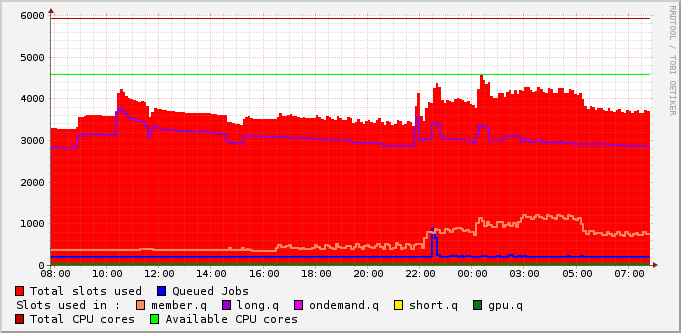 RRDTOOL / TOBI OETIKER
6000
5000
4000
3000
2000
1000
0
08:00 10:00 12:00 14:00 16:00 18:00 20:00 22:00 00:00 03:00 05:00 07:00
Total slots used Queued Jobs
Slots used in : member.q long.q ondemand.q short.q gpu.q
Total CPU cores Available CPU cores